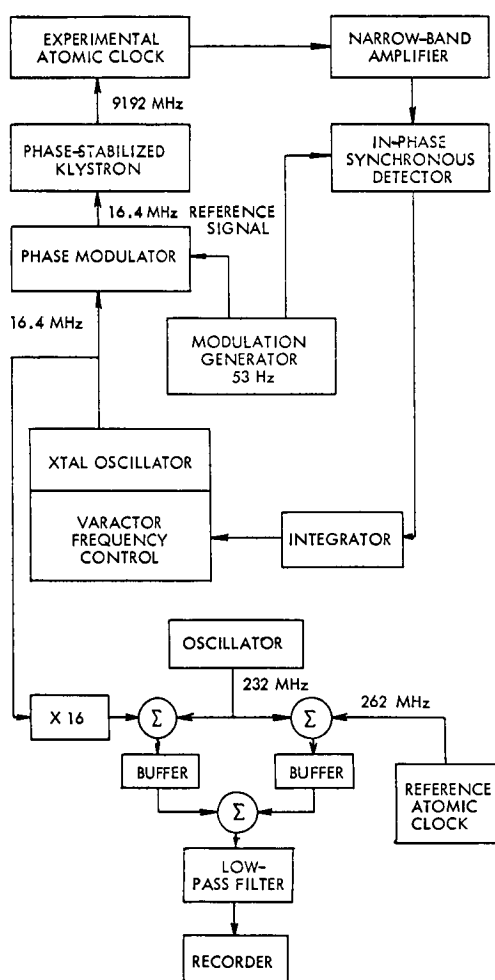 EXPERIMENTAL
ATOMIC CLOCK
NARROW-BAND
AMPLIFIER
9192 MHz
PHASE-STABILIZED
KLYSTRON
IN-PHASE
SYNCHRONOUS
DETECTOR
16.4 MHz
REFERENCE
SIGNAL
PHASE MODULATOR
16.4 MHz
MODULATION
GENERATOR
53 Hz
XTAL OSCILLATOR
VARACTOR
FREQUENCY
CONTROL
INTEGRATOR
OSCILLATOR
232 MHz
262 MHz
X 16
Σ
Σ
BUFFER
BUFFER
REFERENCE
ATOMIC
CLOCK
Σ
LOW-
PASS FILTER
RECORDER